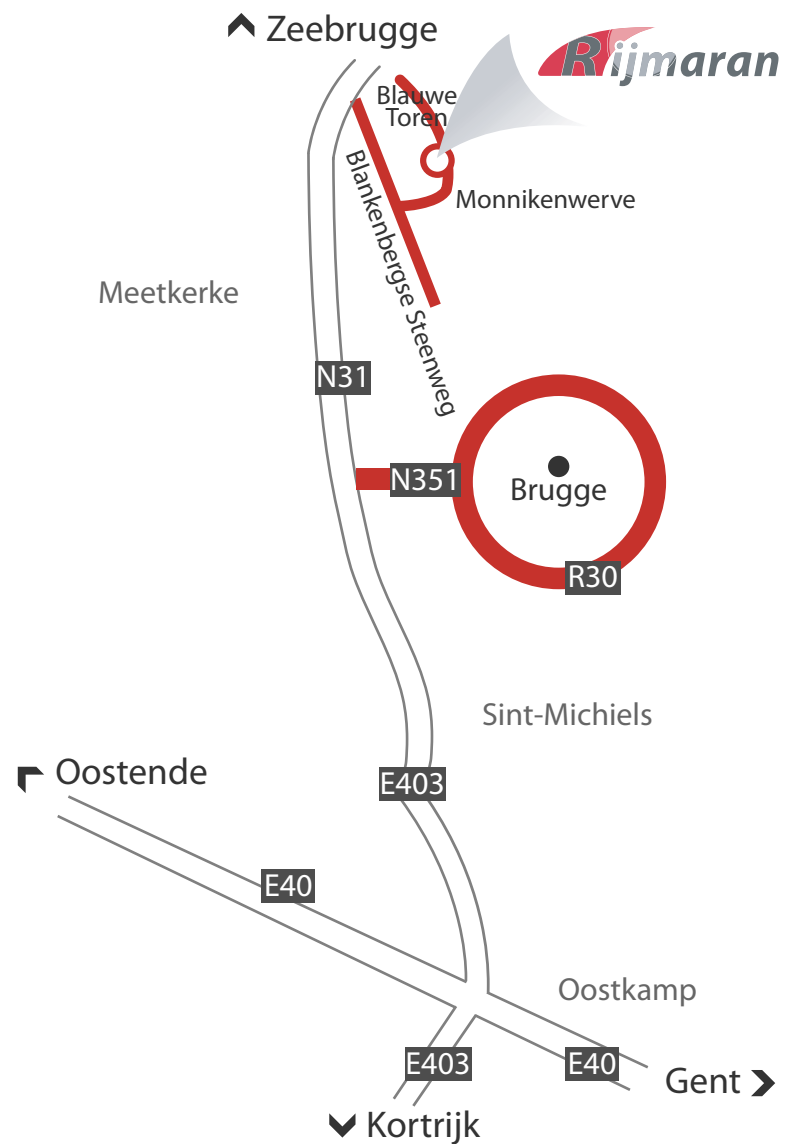 Zeebrugge
Rijmaran
Blauwe
Toren
Monnikenwerve
Blankenbergse Steenweg
Meetkerke
N31
N351
Brugge
R30
Sint-Michiels
Oostende
E403
E40
Oostkamp
E403
E40
Gent
Kortrijk